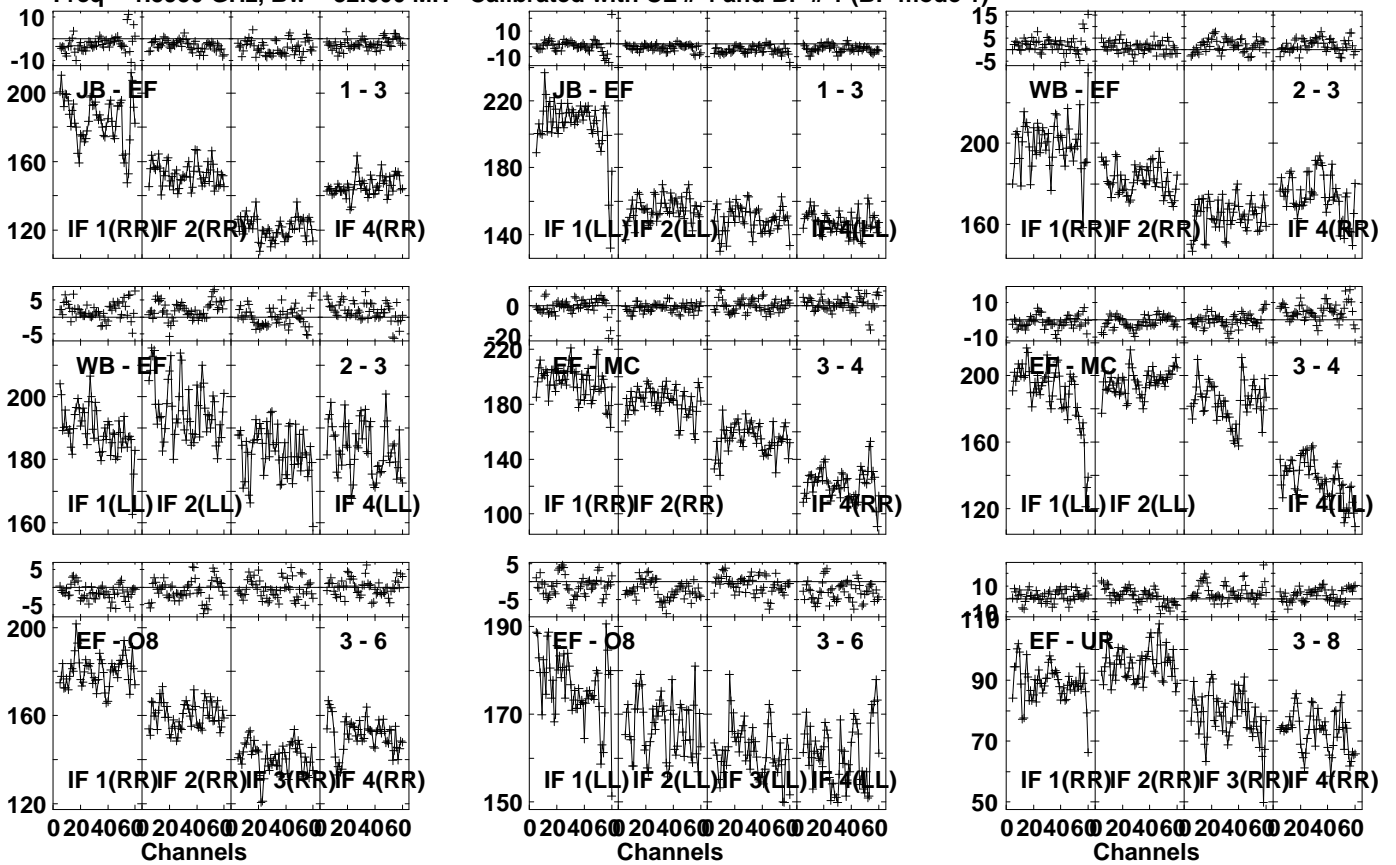 Calibrated with CL # 4 and BP # 1 (BP mode 1)
10
0
-10
200
160
120
JB - EF
1 - 3
IF 1(RR)
IF 2(RR)
IF 4(RR)
10
-10
220
180
140
JB - EF
1 - 3
IF 1(LL)
IF 2(LL)
IF 4(LL)
15
5
-5
200
160
WB - EF
2 - 3
IF 1(RR)
IF 2(RR)
IF 4(RR)
5
-5
200
180
160
WB - EF
2 - 3
IF 1(LL)
IF 2(LL)
IF 4(LL)
0
-20
220
180
140
100
EF - MC
3 - 4
IF 1(RR)
IF 2(RR)
IF 4(RR)
10
-10
200
160
120
EF - MC
3 - 4
IF 1(LL)
IF 2(LL)
IF 4(LL)
5
-5
200
160
120
EF - O8
3 - 6
IF 1(RR)
IF 2(RR)
IF 3(RR)
IF 4(RR)
0 20 40 60 0 20 40 60 0 20 40 60 0 20 40 60
Channels
5
-5
190
170
150
EF - O8
3 - 6
IF 1(LL)
IF 2(LL)
IF 3(LL)
IF 4(LL)
0 20 40 60 0 20 40 60 0 20 40 60 0 20 40 60
Channels
10
-10
110
90
70
50
EF - UR
3 - 8
IF 1(RR)
IF 2(RR)
IF 3(RR)
IF 4(RR)
0 20 40 60 0 20 40 60 0 20 40 60 0 20 40 60
Channels